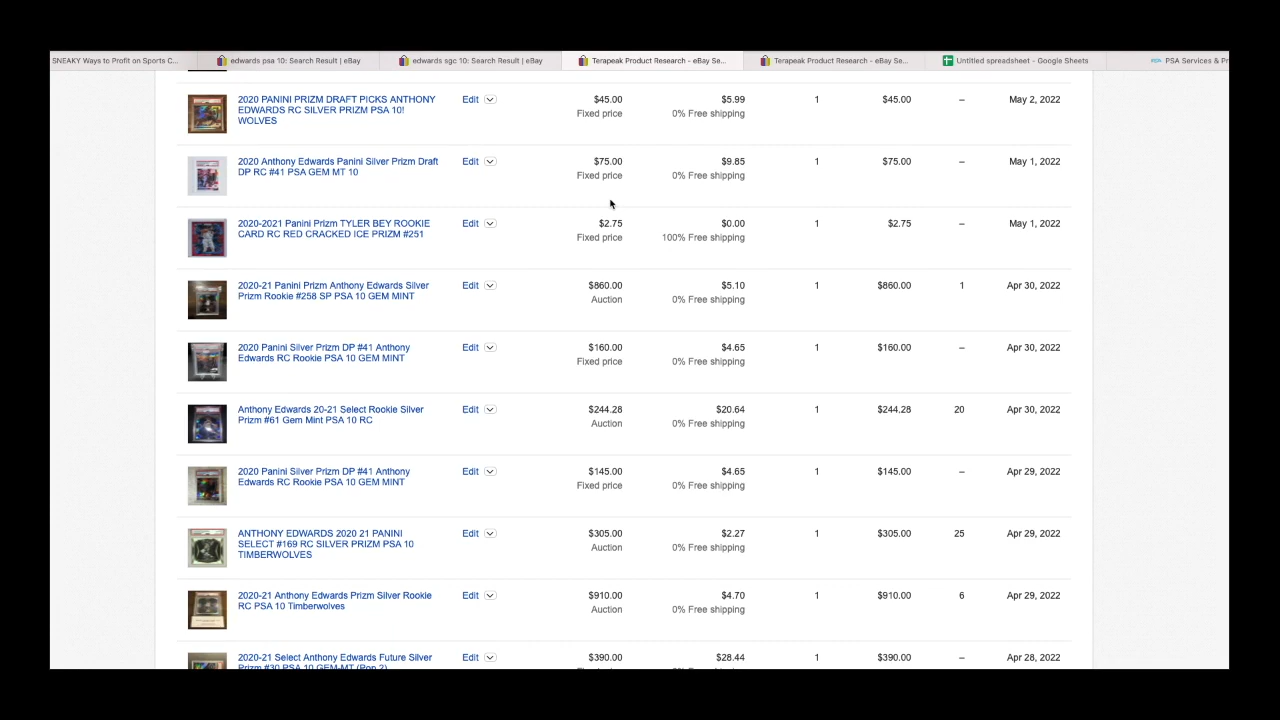 SNEAKY Ways to Profit on Sports C...
edwards psa 10: Search Result | eBay
edwards sgc 10: Search Result | eBay
Terapeak Product Research - eBay Se...
Terapeak Product Research - eBay Se...
Untitled spreadsheet - Google Sheets
PSA Services & Pr
2020 PANINI PRIZM DRAFT PICKS ANTHONY Edit $45.00 $5.99 1 $45.00 – May 2, 2022
EDWARDS RC SILVER PRIZM PSA 10! Fixed price 0% Free shipping
WOLVES
2020 Anthony Edwards Panini Silver Prizm Draft Edit $75.00 $9.85 1 $75.00 – May 1, 2022
DP RC #41 PSA GEM MT 10 Fixed price 0% Free shipping
2020-2021 Panini Prizm TYLER BEY ROOKIE Edit $2.75 $0.00 1 $2.75 – May 1, 2022
CARD RC RED CRACKED ICE PRIZM #251 Fixed price 100% Free shipping
2020-21 Panini Prizm Anthony Edwards Silver Edit $860.00 $5.10 1 $860.00 1 Apr 30, 2022
Prizm Rookie #258 SP PSA 10 GEM MINT Auction 0% Free shipping
2020 Panini Silver Prizm DP #41 Anthony Edit $160.00 $4.65 1 $160.00 – Apr 30, 2022
Edwards RC Rookie PSA 10 GEM MINT Fixed price 0% Free shipping
Anthony Edwards 20-21 Select Rookie Silver Edit $244.28 $20.64 1 $244.28 20 Apr 30, 2022
Prizm #61 Gem Mint PSA 10 RC Auction 0% Free shipping
2020 Panini Silver Prizm DP #41 Anthony Edit $145.00 $4.65 1 $145.00 – Apr 29, 2022
Edwards RC Rookie PSA 10 GEM MINT Fixed price 0% Free shipping
ANTHONY EDWARDS 2020 21 PANINI Edit $305.00 $2.27 1 $305.00 25 Apr 29, 2022
SELECT #169 RC SILVER PRIZM PSA 10 Auction 0% Free shipping
TIMBERWOLVES
2020-21 Anthony Edwards Prizm Silver Rookie Edit $910.00 $4.70 1 $910.00 6 Apr 29, 2022
RC PSA 10 Timberwolves Auction 0% Free shipping
2020-21 Select Anthony Edwards Future Silver Edit $390.00 $28.44 1 $390.00 – Apr 28, 2022
Prizm #30 PSA 10 GEM-MT (Pop 2)